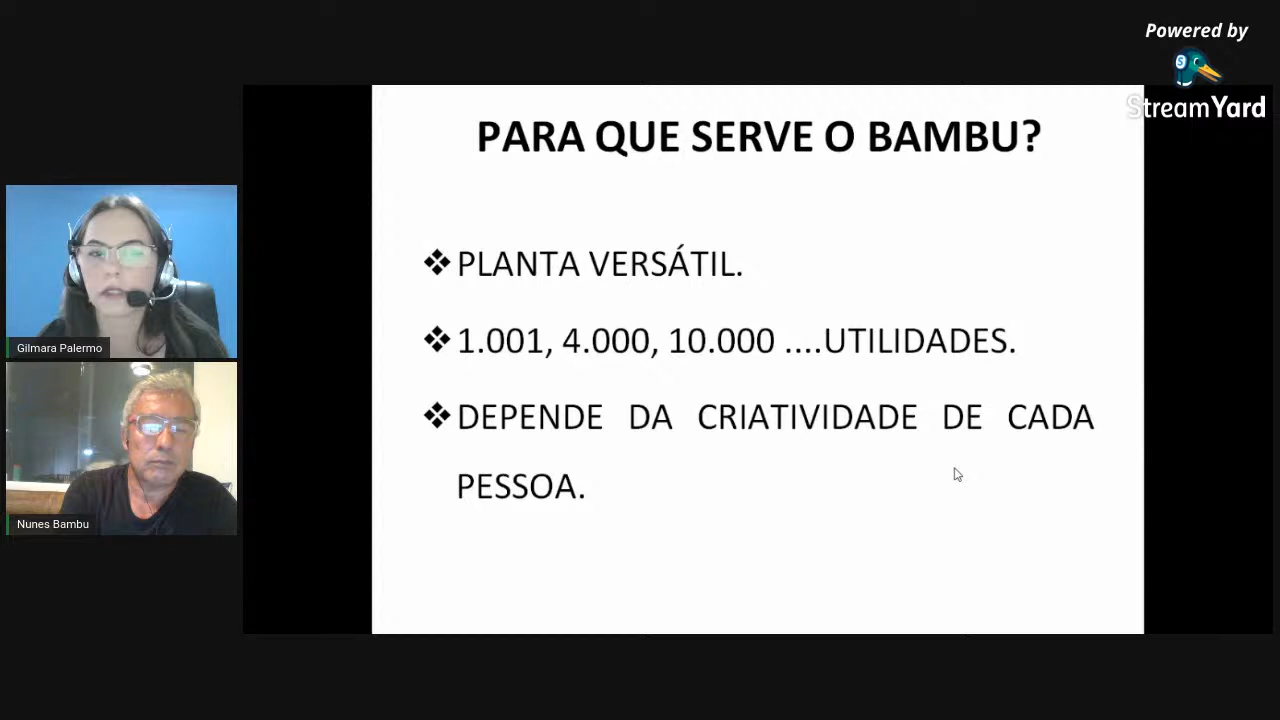 Powered by
StreamYard
PARA QUE SERVE O BAMBU?
❖PLANTA VERSÁTIL.
❖1.001, 4.000, 10.000 ....UTILIDADES.
❖DEPENDE DA CRIATIVIDADE DE CADA
PESSOA.
Gilmara Palermo
Nunes Bambu